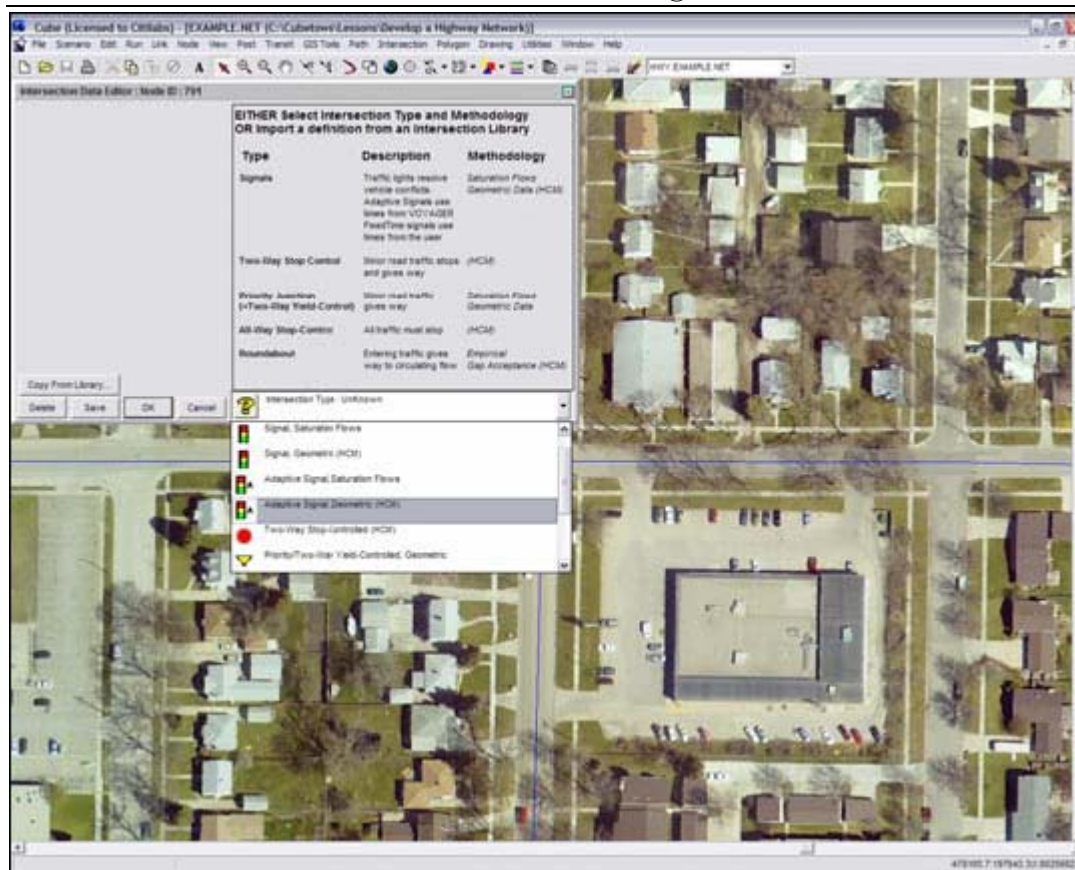 Cube (Licensed to Citilabs) - [EXAMPLE.NET (C:\Cubetown\Lessons\Develop a Highway Network)]
File Scenario Edit Run Link Node View Post Transit GIS Tools Path Intersection Polygon Drawing Utilities Window Help
HWY: EXAMPLE.NET
Intersection Data Editor : Node ID : 791
EITHER Select Intersection Type and Methodology
OR Import a definition from an Intersection Library
Type Description Methodology
Signals Traffic lights resolve Saturation Flows
vehicle conflicts Geometric Data (HCM)
Adaptive Signals use
times from VOYAGER
FixedTime signals use
times from the user
Two-Way Stop Control Minor road traffic stops (HCM)
and gives way
Priority Junction Minor road traffic Saturation Flows
(=Two-Way Yield-Control) gives way Geometric Data
All-Way Stop-Control All traffic must stop (HCM)
Roundabout Entering traffic gives Empirical
way to circulating flow Gap Acceptance (HCM)
Copy From Library...
Delete Save OK Cancel
Intersection Type - UnKnown
Signal, Saturation Flows
Signal, Geometric (HCM)
Adaptive Signal,Saturation Flows
Adaptive Signal,Geometric (HCM)
Two-Way Stop-Controlled (HCM)
Priority/Two-Way Yield-Controlled, Geometric